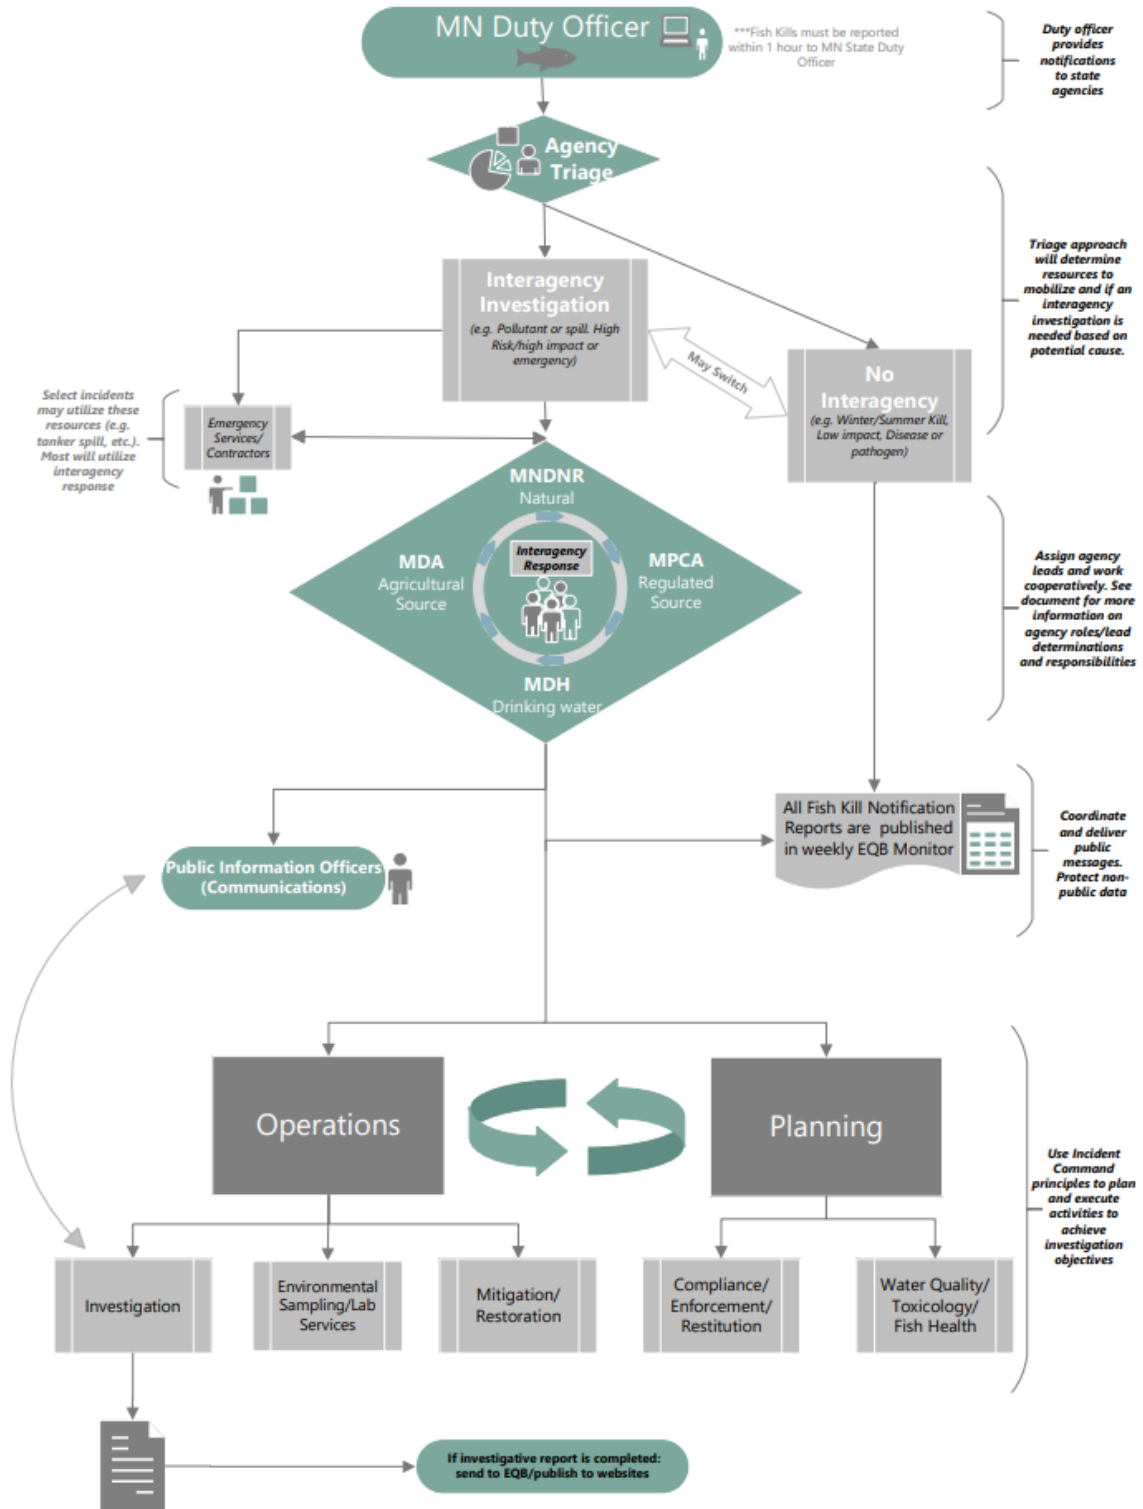 MN Duty Officer
***Fish Kills must be reported
within 1 hour to MN State Duty
Officer
Duty officer
provides
notifications
to state
agencies
Agency
Triage
Triage approach
will determine
resources to
mobilize and if an
interagency
investigation is
needed based on
potential cause.
Interagency
Investigation
(e.g. Pollutant or spill. High
Risk/high impact or
emergency)
May Switch
No
Interagency
(e.g. Winter/Summer Kill,
Low impact, Disease or
pathogen)
Select incidents
may utilize these
resources (e.g.
tanker spill, etc.).
Most will utilize
interagency
response
Emergency
Services/
Contractors
MNDNR
Natural
MDA
Agricultural
Source
Interagency
Response
MPCA
Regulated
Source
MDH
Drinking water
Assign agency
leads and work
cooperatively. See
document for more
information on
agency roles/lead
determinations
and responsibilities
All Fish Kill Notification
Reports are published
in weekly EQB Monitor
Coordinate
and deliver
public
messages.
Protect non-
public data
Public Information Officers
(Communications)
Operations
Planning
Use Incident
Command
principles to plan
and execute
activities to
achieve
investigation
objectives
Investigation
Environmental
Sampling/Lab
Services
Mitigation/
Restoration
Compliance/
Enforcement/
Restitution
Water Quality/
Toxicology/
Fish Health
If investigative report is completed:
send to EQB/publish to websites